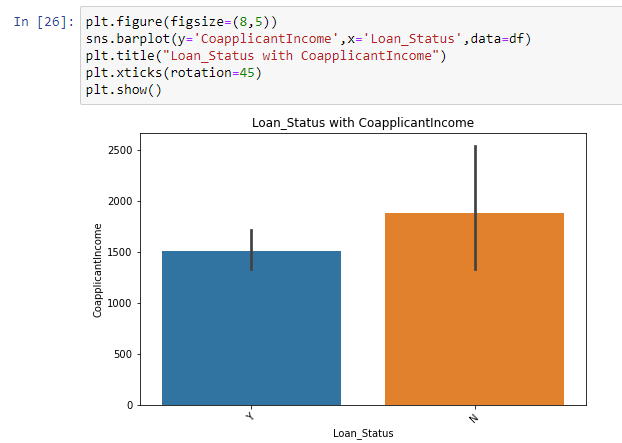 In [26]: plt.figure(figsize=(8,5))
sns.barplot(y='CoapplicantIncome',x='Loan_Status',data=df)
plt.title("Loan_Status with CoapplicantIncome")
plt.xticks(rotation=45)
plt.show()
Loan_Status with CoapplicantIncome
2500
2000
1500
1000
500
0
CoapplicantIncome
Y
N
Loan_Status